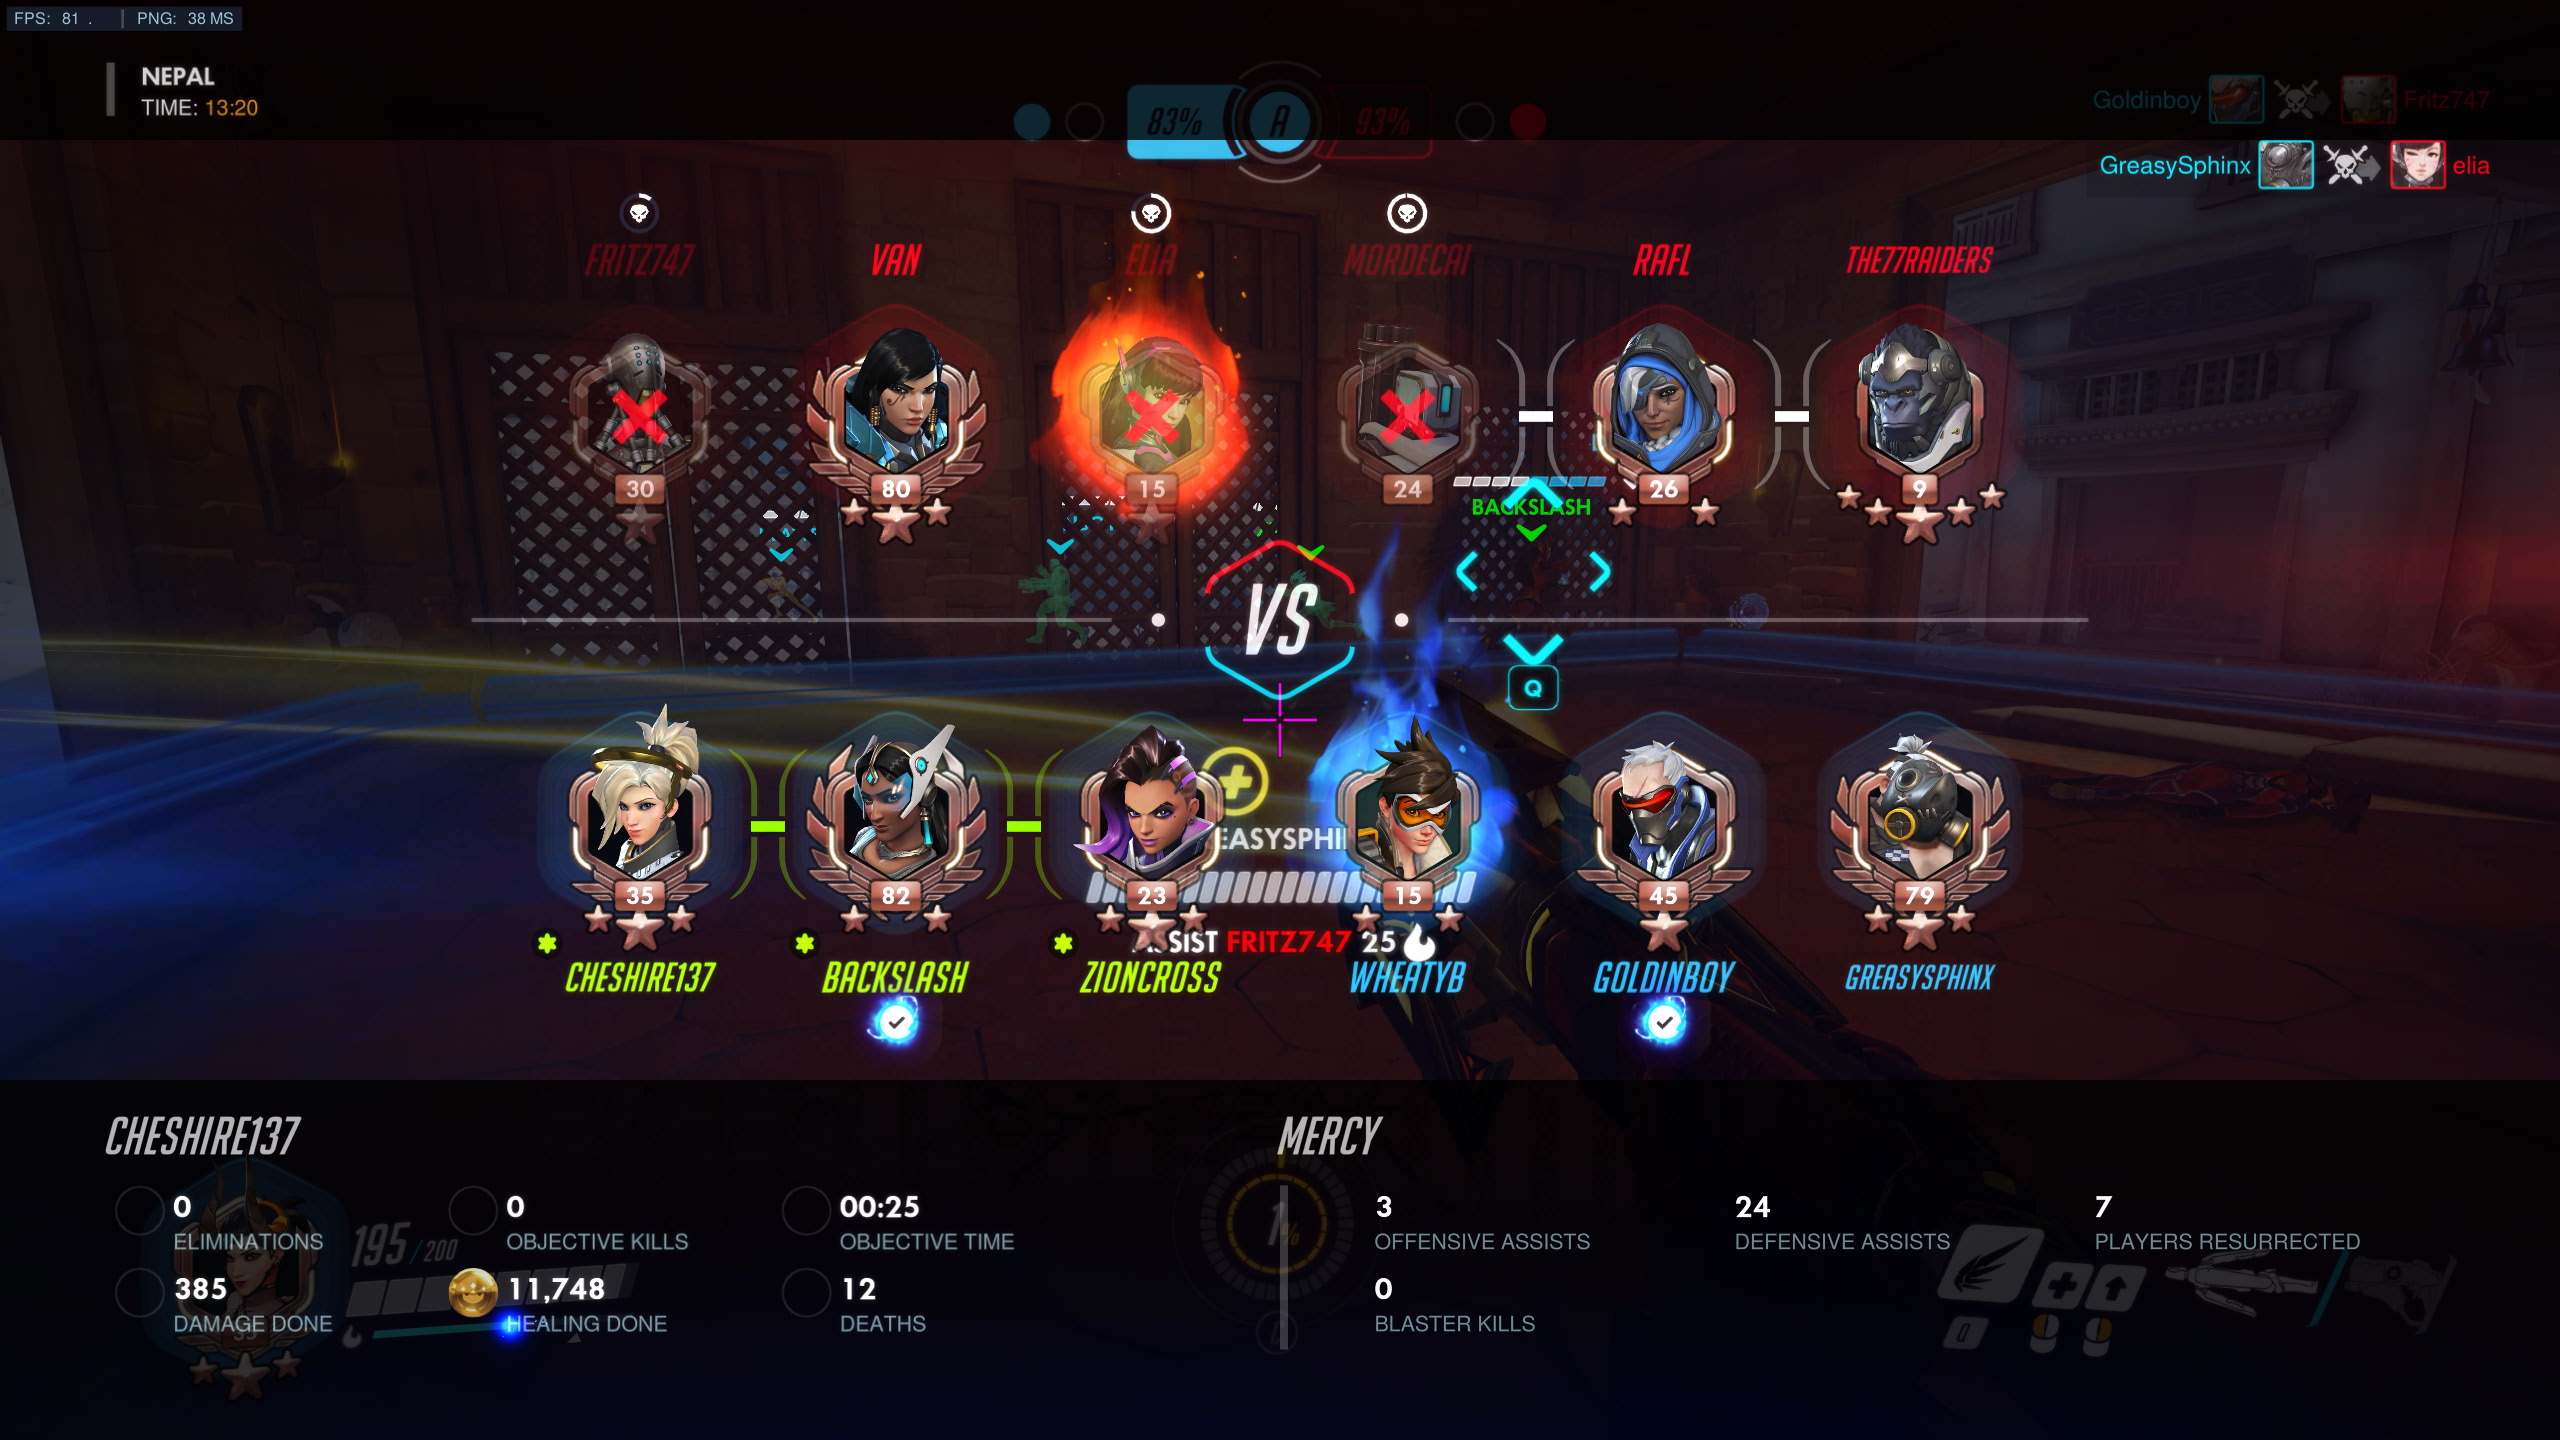 FPS: 81 . | PNG: 38 MS
NEPAL
TIME: 13:20
83% A 93%
Goldinboy Fritz747
GreasySphinx elia
FRITZ747 VAN ELIA MORDECAI RAFL THE77RAIDERS
30 80 15 24 26 9
BACKSLASH
VS
Q
EASYSPHI
35 82 23 15 45 79
ASSIST FRITZ747 25
CHESHIRE137 BACKSLASH ZIONCROSS WHEATYB GOLDINBOY GREASYSPHINX
CHESHIRE137 MERCY
0 0 00:25 3 24 7
ELIMINATIONS OBJECTIVE KILLS OBJECTIVE TIME OFFENSIVE ASSISTS DEFENSIVE ASSISTS PLAYERS RESURRECTED
195/200
1%
385 11,748 12 0
DAMAGE DONE HEALING DONE DEATHS BLASTER KILLS
35
Q